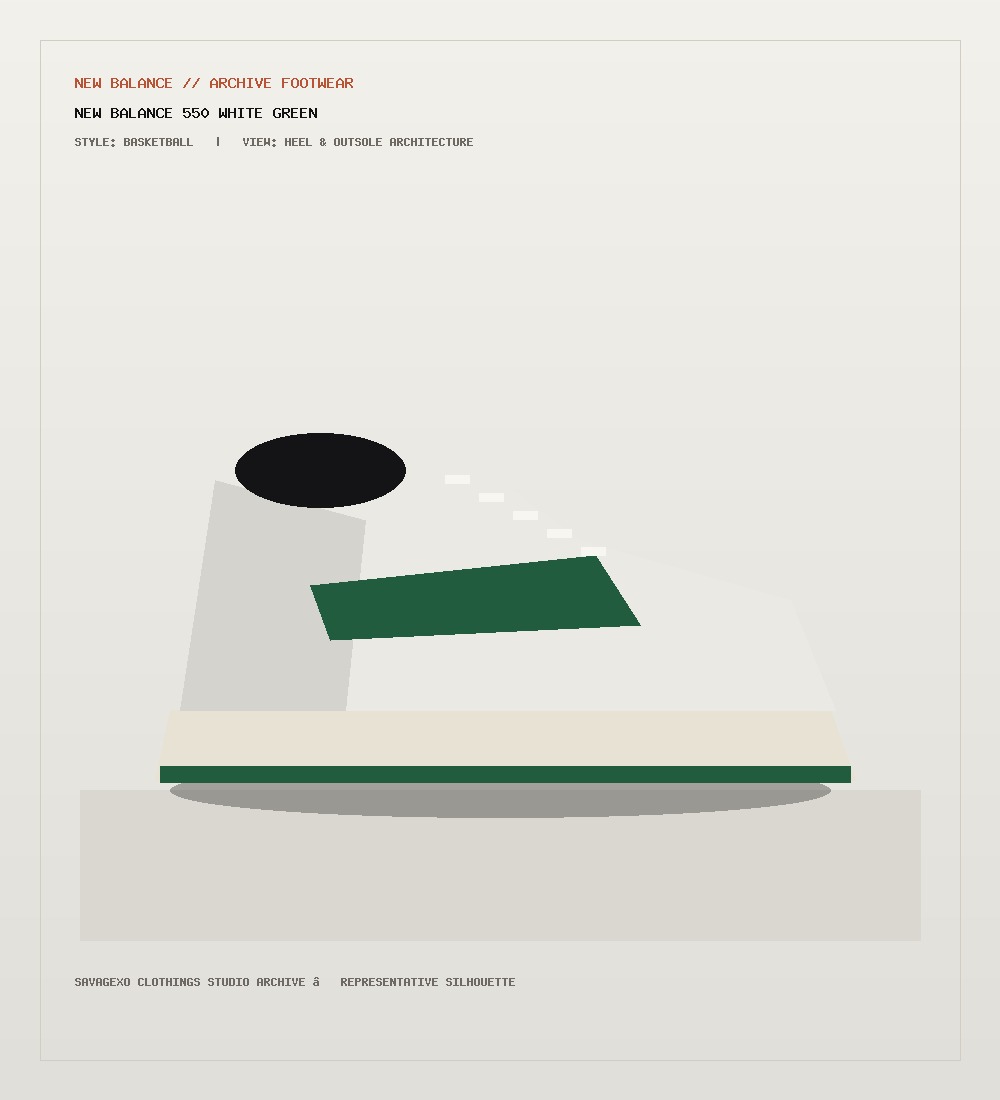 NEW BALANCE // ARCHIVE FOOTWEAR
NEW BALANCE 550 WHITE GREEN
STYLE: BASKETBALL | VIEW: HEEL & OUTSOLE ARCHITECTURE
SAVAGEXO CLOTHINGS STUDIO ARCHIVE â REPRESENTATIVE SILHOUETTE